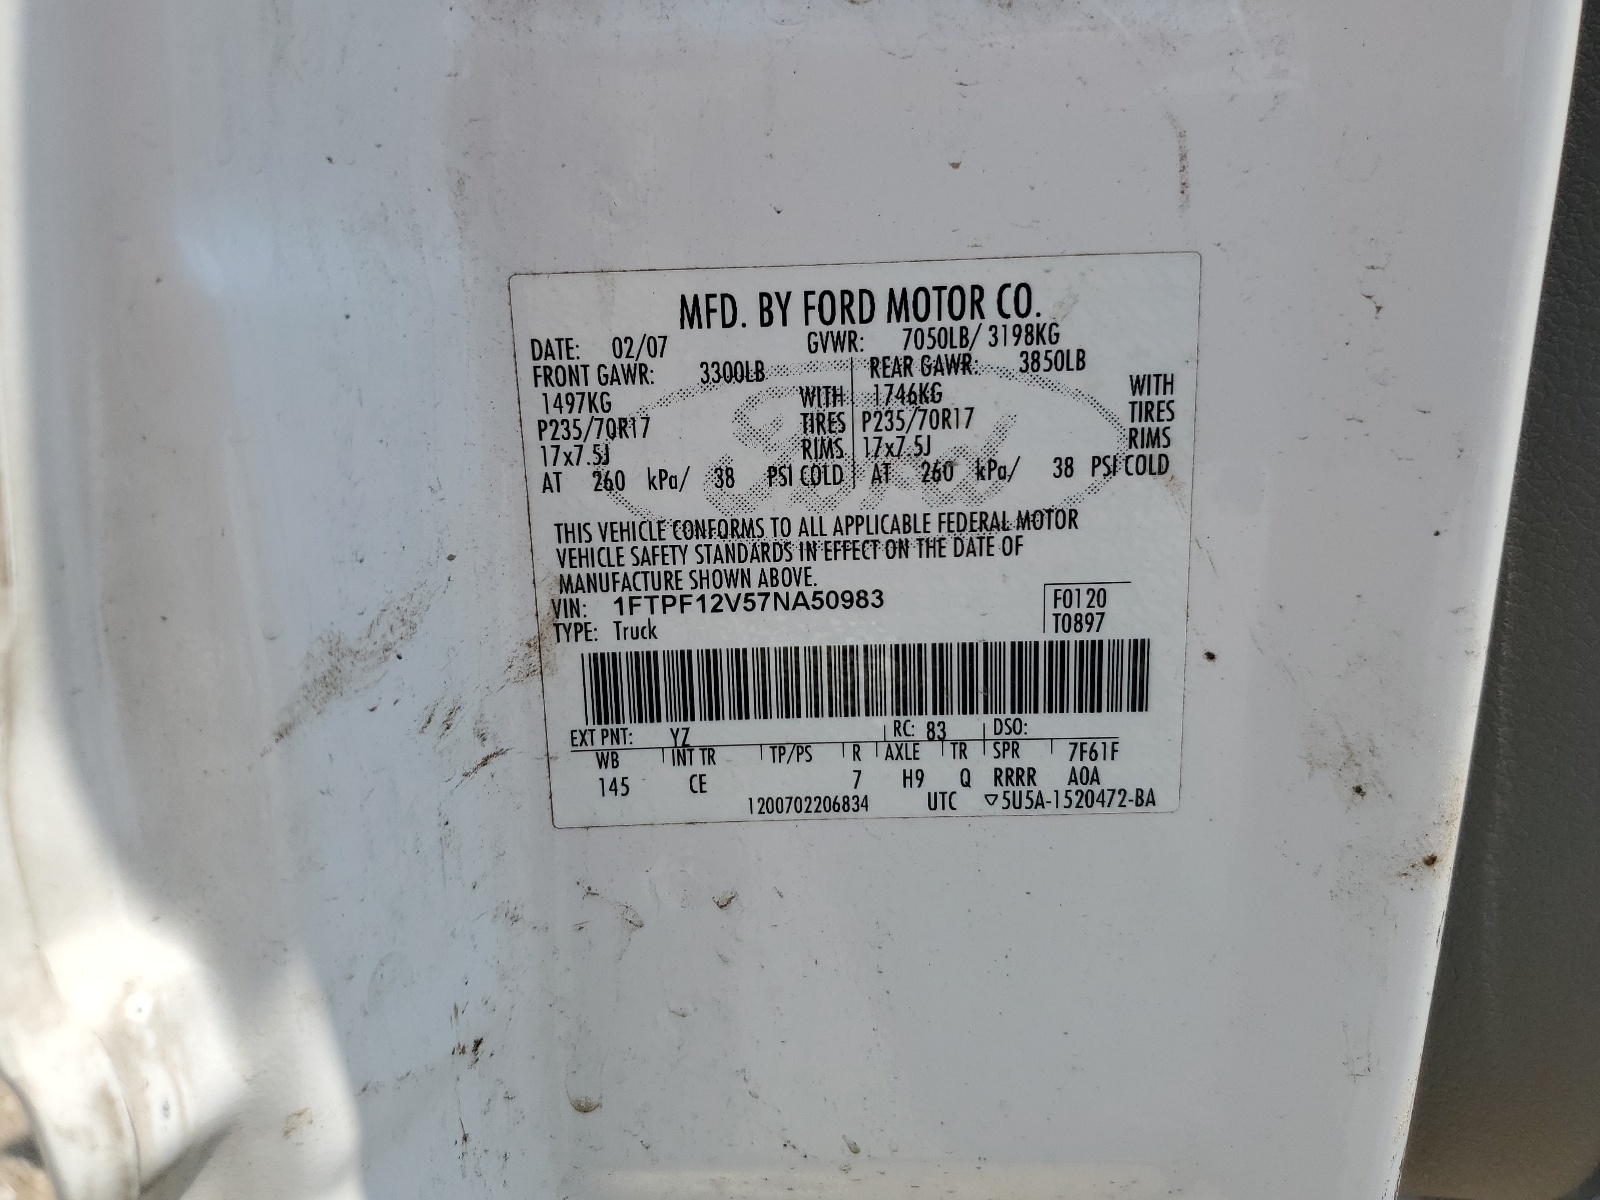 MFD. BY FORD MOTOR CO.
DATE: 02/07 GVWR: 7050LB/ 3198KG
FRONT GAWR: 3300LB REAR GAWR: 3850LB
1497KG WITH 1746KG WITH
P235/70R17 TIRES P235/70R17 TIRES
17x7.5J RIMS 17x7.5J RIMS
AT 260 kPa/ 38 PSI COLD AT 260 kPa/ 38 PSI COLD
Ford
THIS VEHICLE CONFORMS TO ALL APPLICABLE FEDERAL MOTOR
VEHICLE SAFETY STANDARDS IN EFFECT ON THE DATE OF
MANUFACTURE SHOWN ABOVE.
VIN: 1FTPF12V57NA50983 F0120
TYPE: Truck T0897
EXT PNT: YZ RC: 83 DSO:
WB INT TR TP/PS R AXLE TR SPR 7F61F
145 CE 7 H9 Q RRRR A0A
1200702206834 UTC ▽5U5A-1520472-BA